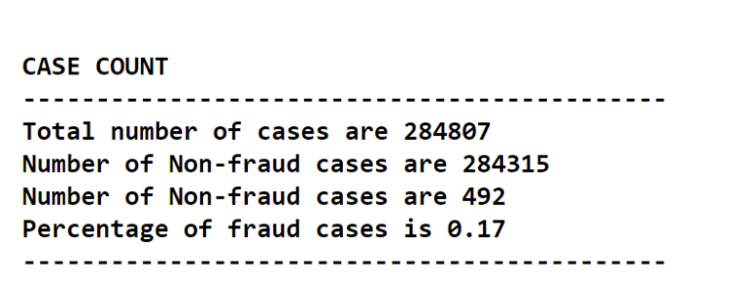 CASE COUNT
--------------------------------------------
Total number of cases are 284807
Number of Non-fraud cases are 284315
Number of Non-fraud cases are 492
Percentage of fraud cases is 0.17
--------------------------------------------